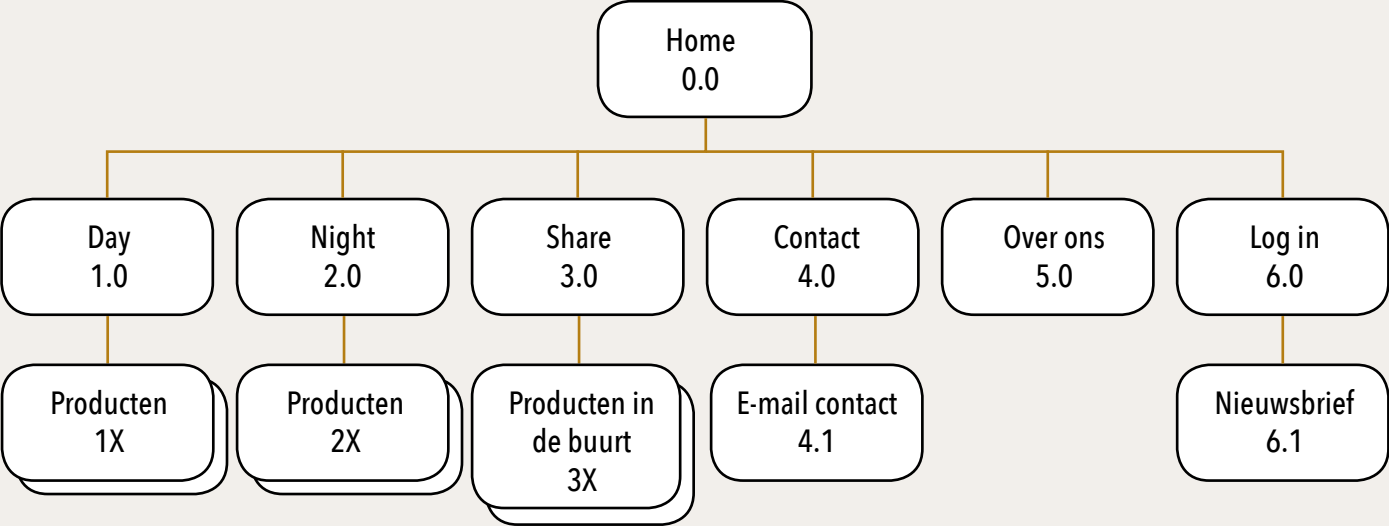 Home
0.0
Day
1.0
Night
2.0
Share
3.0
Contact
4.0
Over ons
5.0
Log in
6.0
Producten
1X
Producten
2X
Producten in
de buurt
3X
E-mail contact
4.1
Nieuwsbrief
6.1